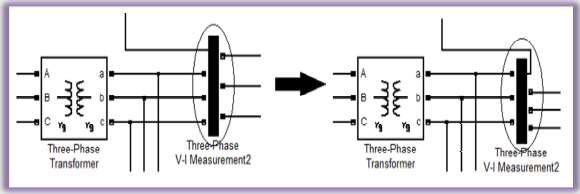 A a
B b
C c
Yg Yg
Three-Phase
Transformer
Three-Phase
V-I Measurement2
A a
B b
C c
Yg Yg
Three-Phase
Transformer
Three-Phase
V-I Measurement2